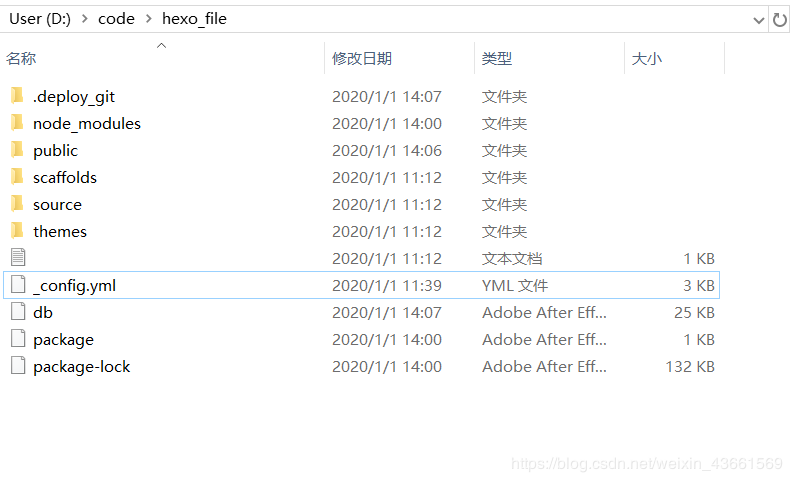 User (D:) > code > hexo_file
名称 修改日期 类型 大小
.deploy_git 2020/1/1 14:07 文件夹
node_modules 2020/1/1 14:00 文件夹
public 2020/1/1 14:06 文件夹
scaffolds 2020/1/1 11:12 文件夹
source 2020/1/1 11:12 文件夹
themes 2020/1/1 11:12 文件夹
2020/1/1 11:12 文本文档 1 KB
_config.yml 2020/1/1 11:39 YML 文件 3 KB
db 2020/1/1 14:07 Adobe After Eff... 25 KB
package 2020/1/1 14:00 Adobe After Eff... 1 KB
package-lock 2020/1/1 14:00 Adobe After Eff... 132 KB
https://blog.csdn.net/weixin_43661569